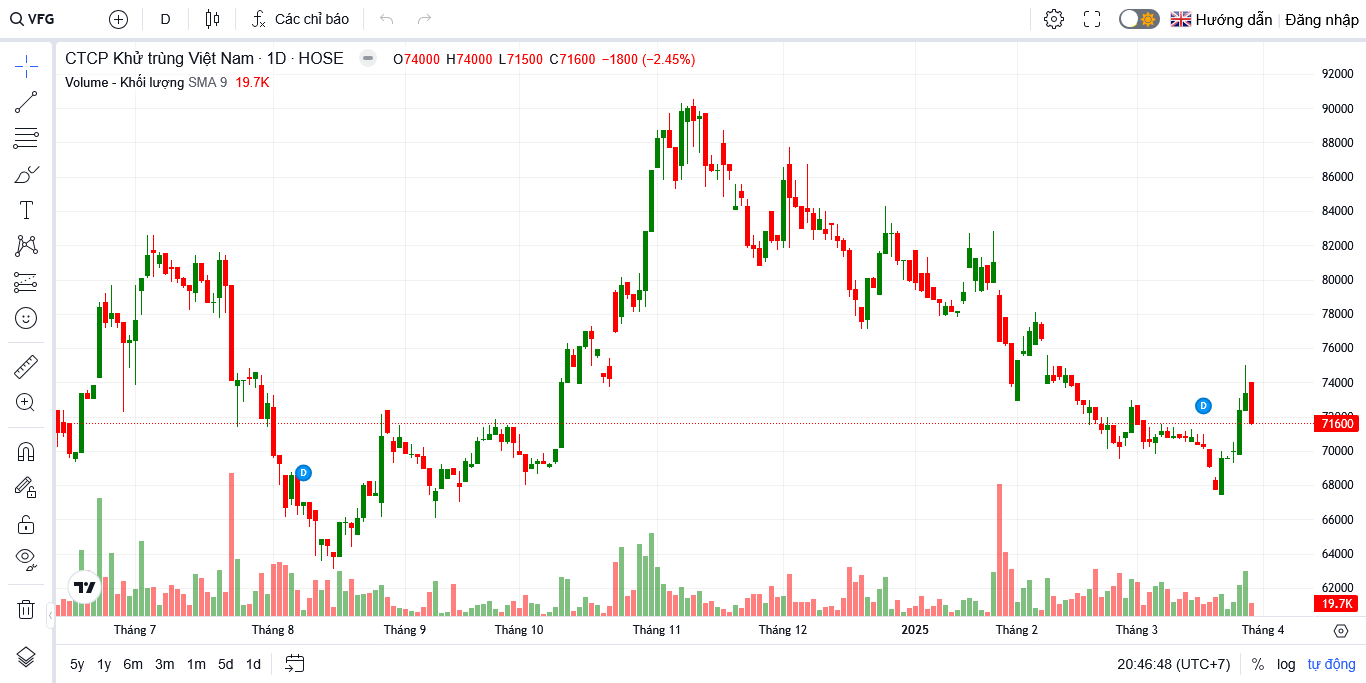 VFG D Các chỉ báo Hướng dẫn Đăng nhập
CTCP Khử trùng Việt Nam · 1D · HOSE O74000 H74000 L71500 C71600 −1800 (−2.45%)
Volume - Khối lượng SMA 9 19.7K
92000
90000
88000
86000
84000
82000
80000
78000
76000
74000
72000
71600
70000
68000
66000
64000
62000
19.7K
D
D
Tháng 7 Tháng 8 Tháng 9 Tháng 10 Tháng 11 Tháng 12 2025 Tháng 2 Tháng 3 Tháng 4
5y 1y 6m 3m 1m 5d 1d 20:46:48 (UTC+7) % log tự động